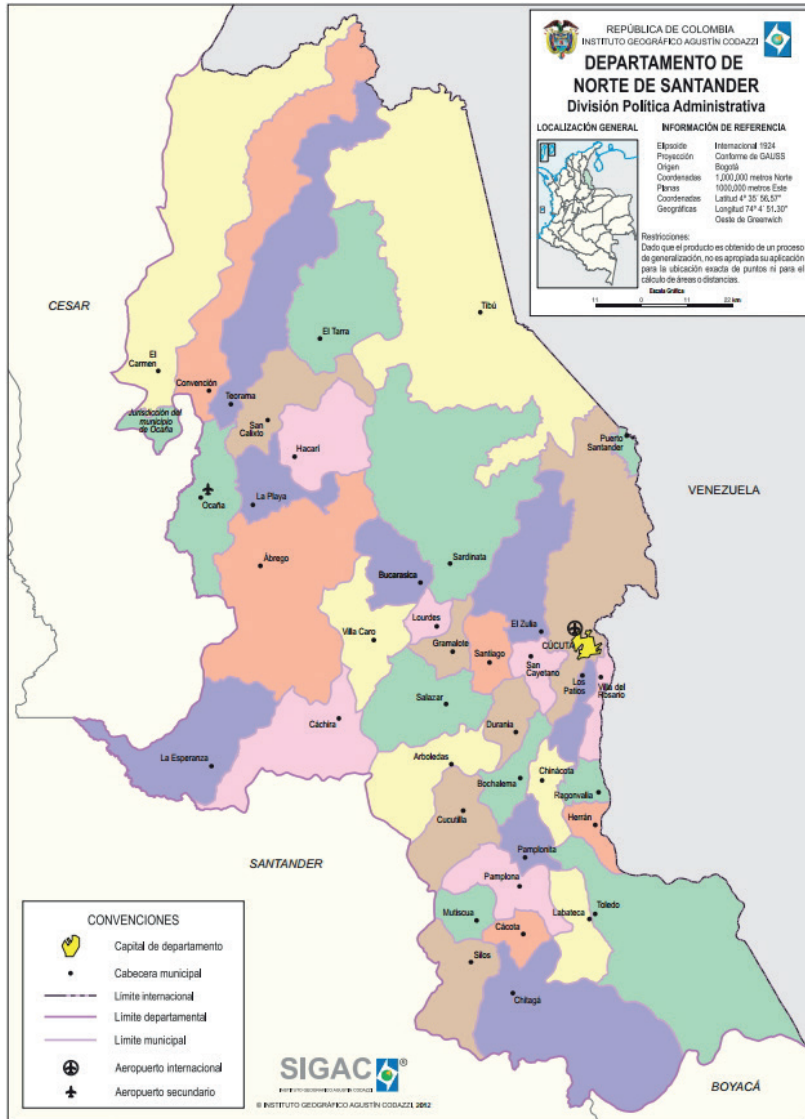 REPÚBLICA DE COLOMBIA
INSTITUTO GEOGRÁFICO AGUSTÍN CODAZZI
DEPARTAMENTO DE
NORTE DE SANTANDER
División Política Administrativa
LOCALIZACIÓN GENERAL
INFORMACIÓN DE REFERENCIA
Elipsoide Internacional 1924
Proyección Conforme de GAUSS
Origen Bogotá
Coordenadas 1,000,000 metros Norte
Planas 1000,000 metros Este
Coordenadas Latitud 4° 35´ 56,57"
Geográficas Longitud 74° 4´ 51,30"
Oeste de Greenwich
Restricciones:
Dado que el producto es obtenido de un proceso
de generalización, no es apropiada su aplicación
para la ubicación exacta de puntos ni para el
cálculo de áreas o distancias.
Escala Gráfica
11 0 11 22 km
CESAR
Tibú
El Tarra
El
Carmen
Convención
Teorama
Jurisdicción del
municipio
de Ocaña
San
Calixto
Hacarí
Puerto
Santander
VENEZUELA
Ocaña
La Playa
Ábrego
Sardinata
Bucarasica
Lourdes
El Zulia
Villa Caro
Gramalote
CÚCUTA
Santiago
San
Cayetano
Los
Patios
Villa del
Rosario
Salazar
Cáchira
Durania
La Esperanza
Arboledas
Bochalema
Chinácota
Ragonvalia
Cucutilla
Herrán
Pamplonita
SANTANDER
Pamplona
Mutiscua
Labateca
Toledo
Cácota
Silos
Chitagá
BOYACÁ
CONVENCIONES
Capital de departamento
Cabecera municipal
Límite internacional
Límite departamental
Límite municipal
Aeropuerto internacional
Aeropuerto secundario
SIGAC®
INSTITUTO GEOGRÁFICO AGUSTÍN CODAZZI
© INSTITUTO GEOGRÁFICO AGUSTÍN CODAZZI, 2012